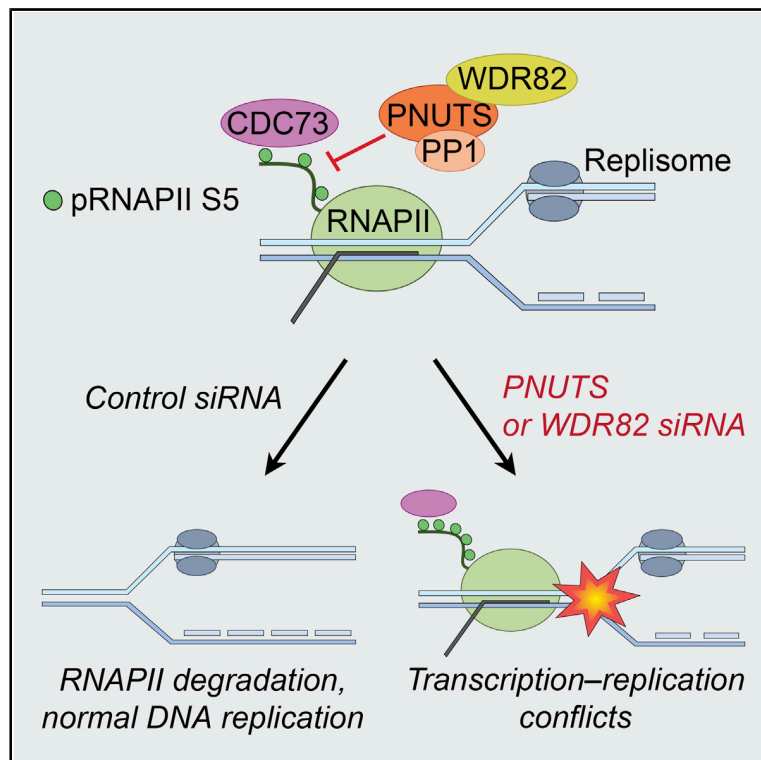 WDR82
CDC73
PNUTS
PP1
Replisome
pRNAPII S5
RNAPII
Control siRNA
PNUTS
or WDR82 siRNA
RNAPII degradation,
normal DNA replication
Transcription–replication
conflicts